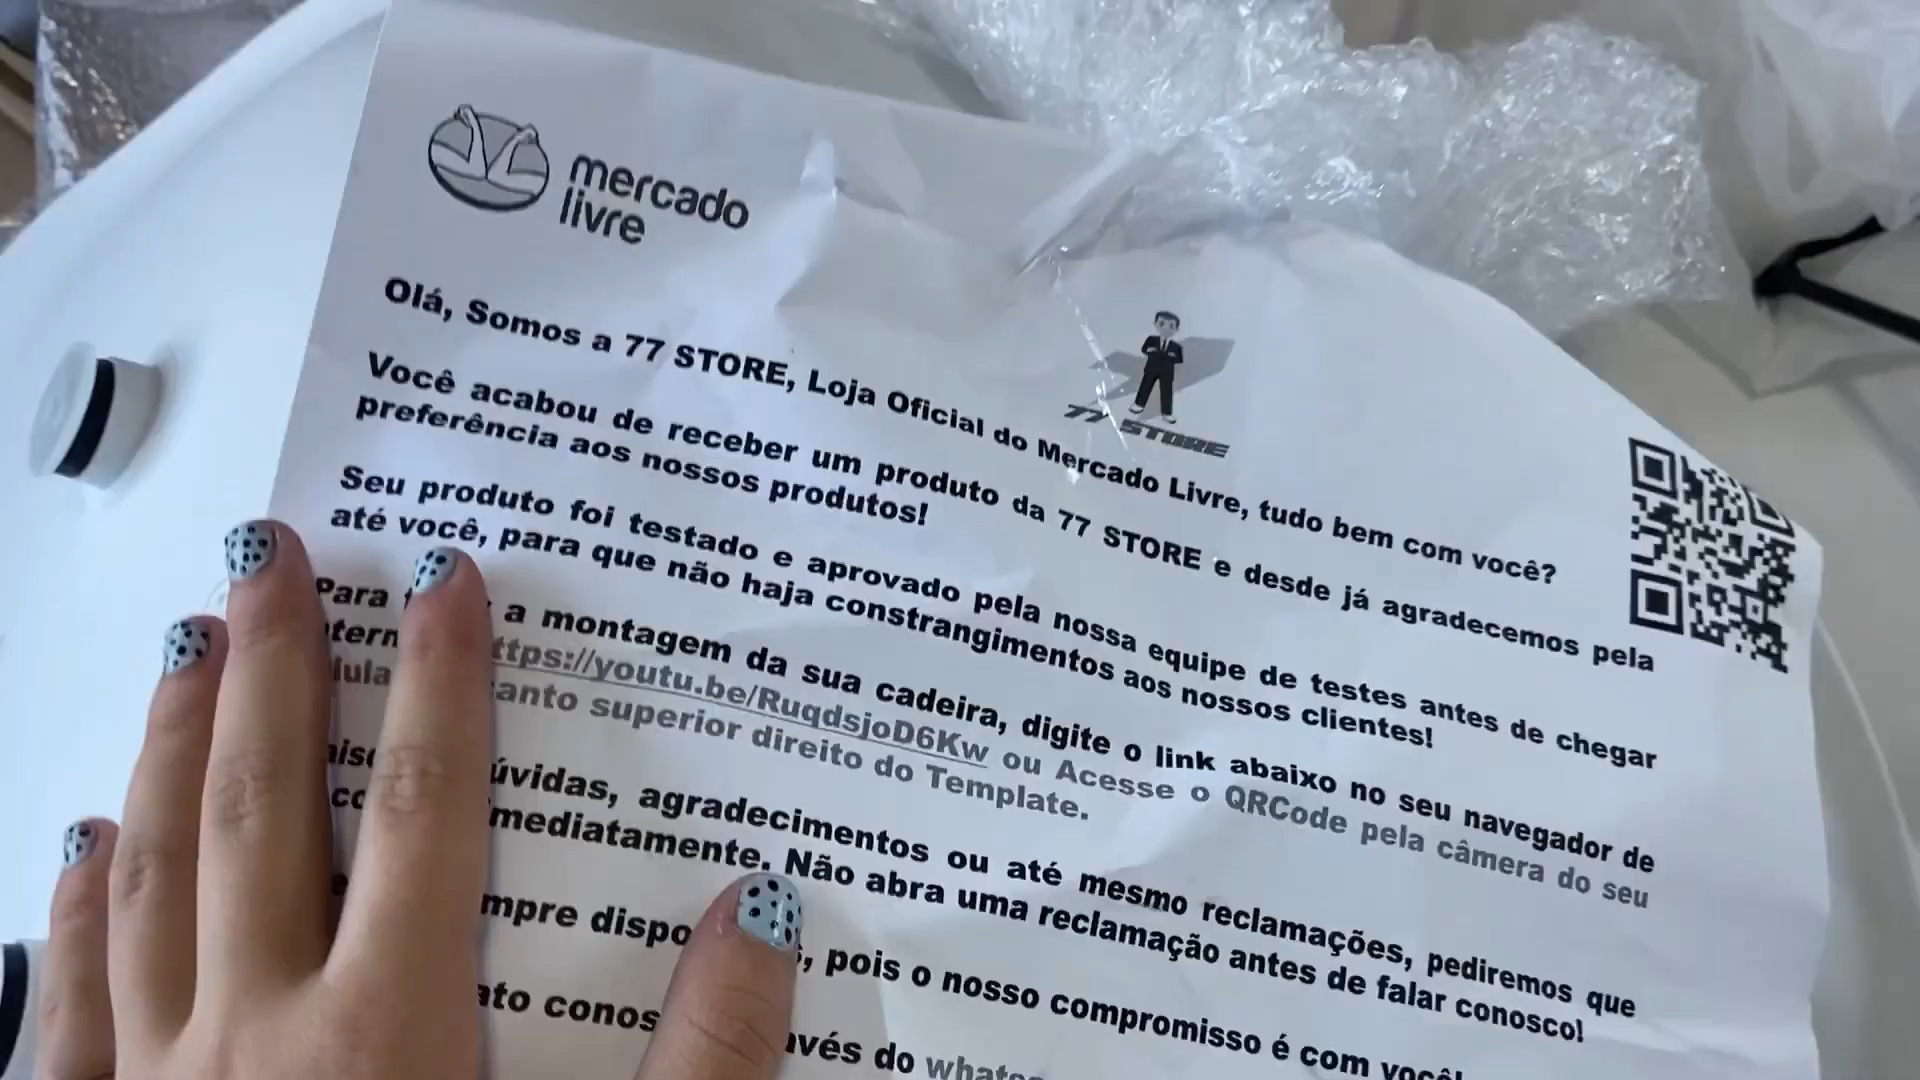 mercado
livre
77 STORE
Olá, Somos a 77 STORE, Loja Oficial do Mercado Livre, tudo bem com você?
Você acabou de receber um produto da 77 STORE e desde já agradecemos pela
preferência aos nossos produtos!
Seu produto foi testado e aprovado pela nossa equipe de testes antes de chegar
até você, para que não haja constrangimentos aos nossos clientes!
Para a montagem da sua cadeira, digite o link abaixo no seu navegador de
ttps://youtu.be/RuqdsjoD6Kw ou Acesse o QRCode pela câmera do seu
anto superior direito do Template.
úvidas, agradecimentos ou até mesmo reclamações, pediremos que
mediatamente. Não abra uma reclamação antes de falar conosco!
mpre dispo , pois o nosso compromisso é com você!
ato conos avés do whats